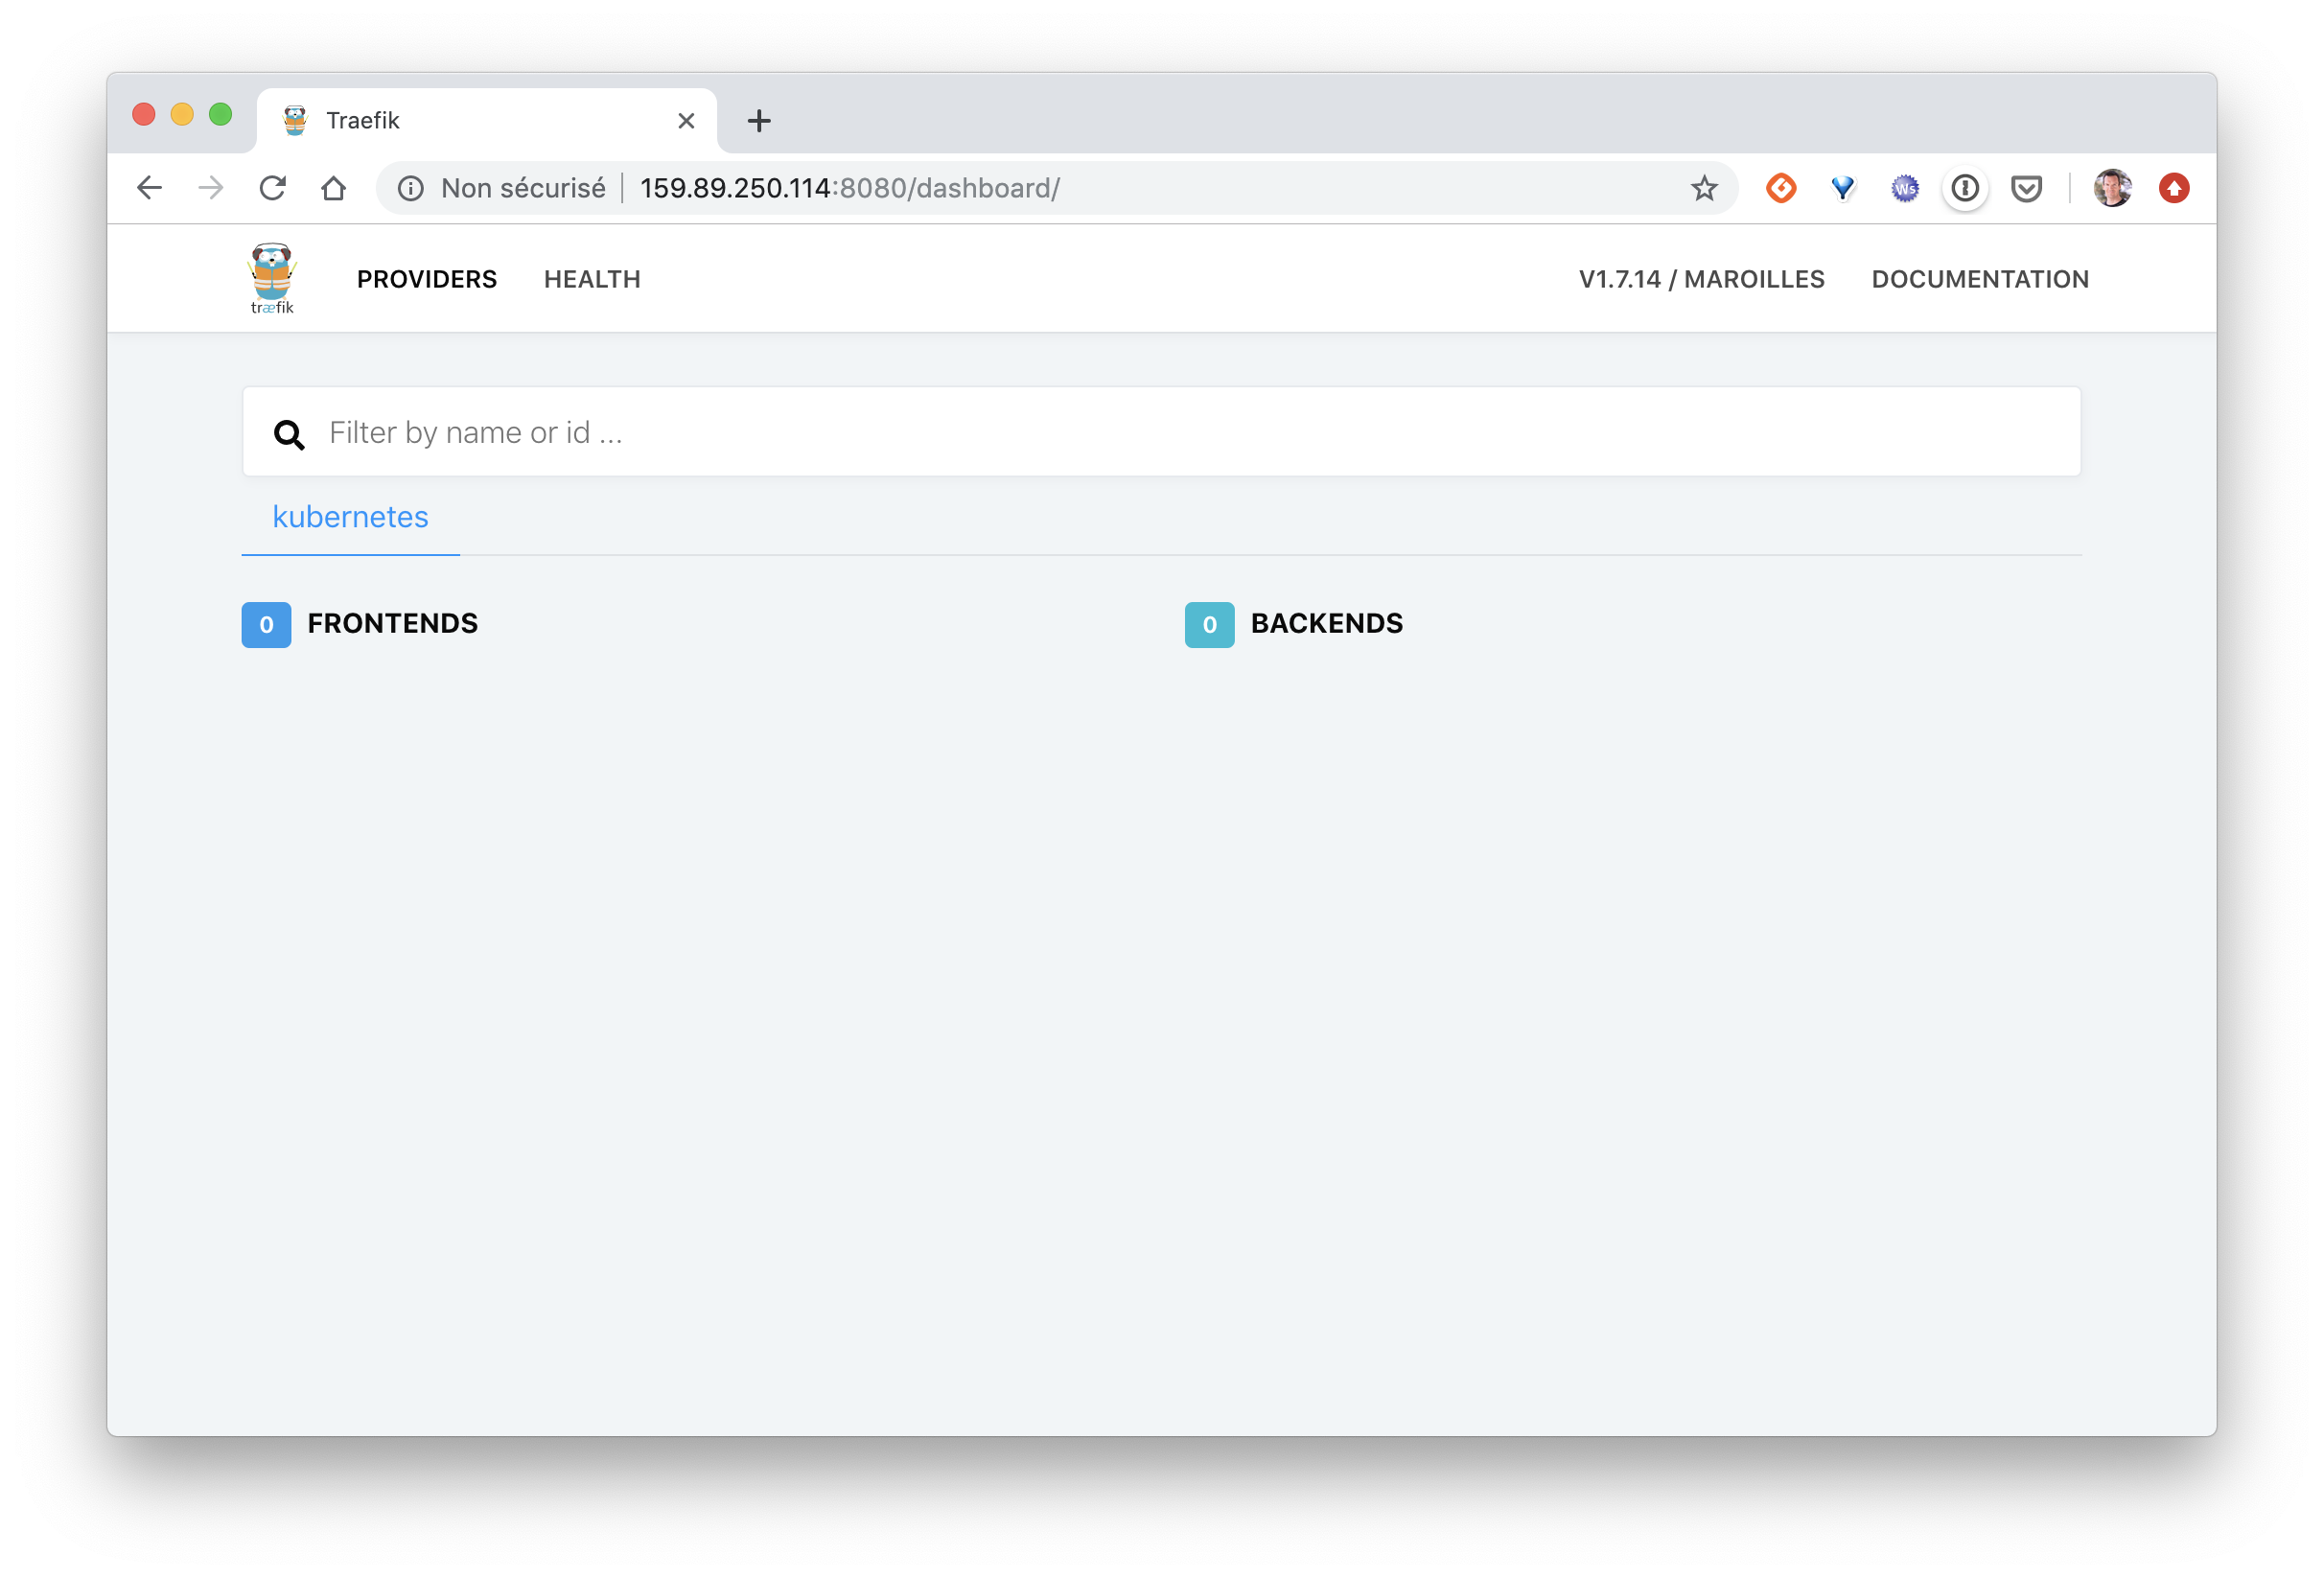 Traefik
Non sécurisé 159.89.250.114:8080/dashboard/
Ws
træfik
PROVIDERS HEALTH V1.7.14 / MAROILLES DOCUMENTATION
Filter by name or id ...
kubernetes
0 FRONTENDS 0 BACKENDS